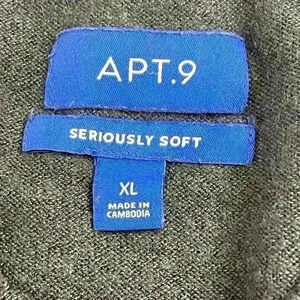 APT.9
SERIOUSLY SOFT
XL
MADE IN
CAMBODIA